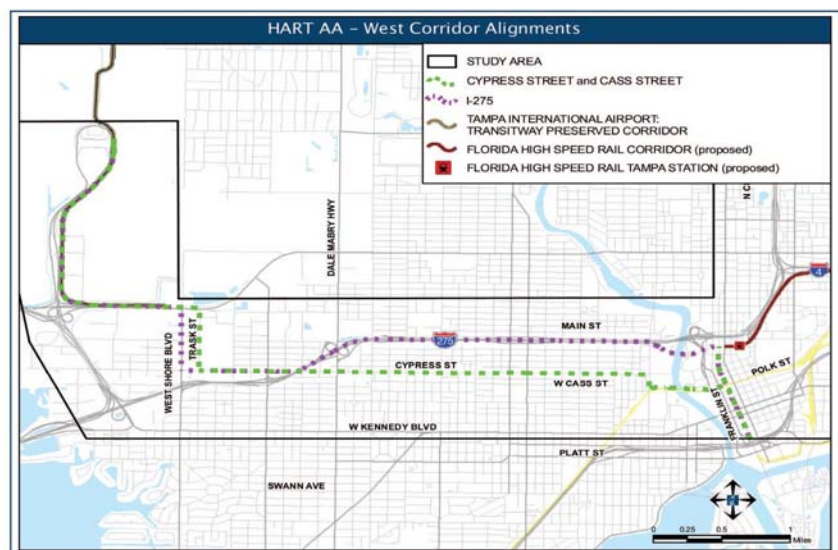 HART AA – West Corridor Alignments
STUDY AREA
CYPRESS STREET and CASS STREET
I-275
TAMPA INTERNATIONAL AIRPORT:
TRANSITWAY PRESERVED CORRIDOR
FLORIDA HIGH SPEED RAIL CORRIDOR (proposed)
FLORIDA HIGH SPEED RAIL TAMPA STATION (proposed)
DALE MABRY HWY
4
MAIN ST
275
WEST SHORE BLVD
TRASK ST
CYPRESS ST
POLK ST
W CASS ST
FRANKLIN ST
W KENNEDY BLVD
PLATT ST
SWANN AVE
0 0.25 0.5 1
Miles